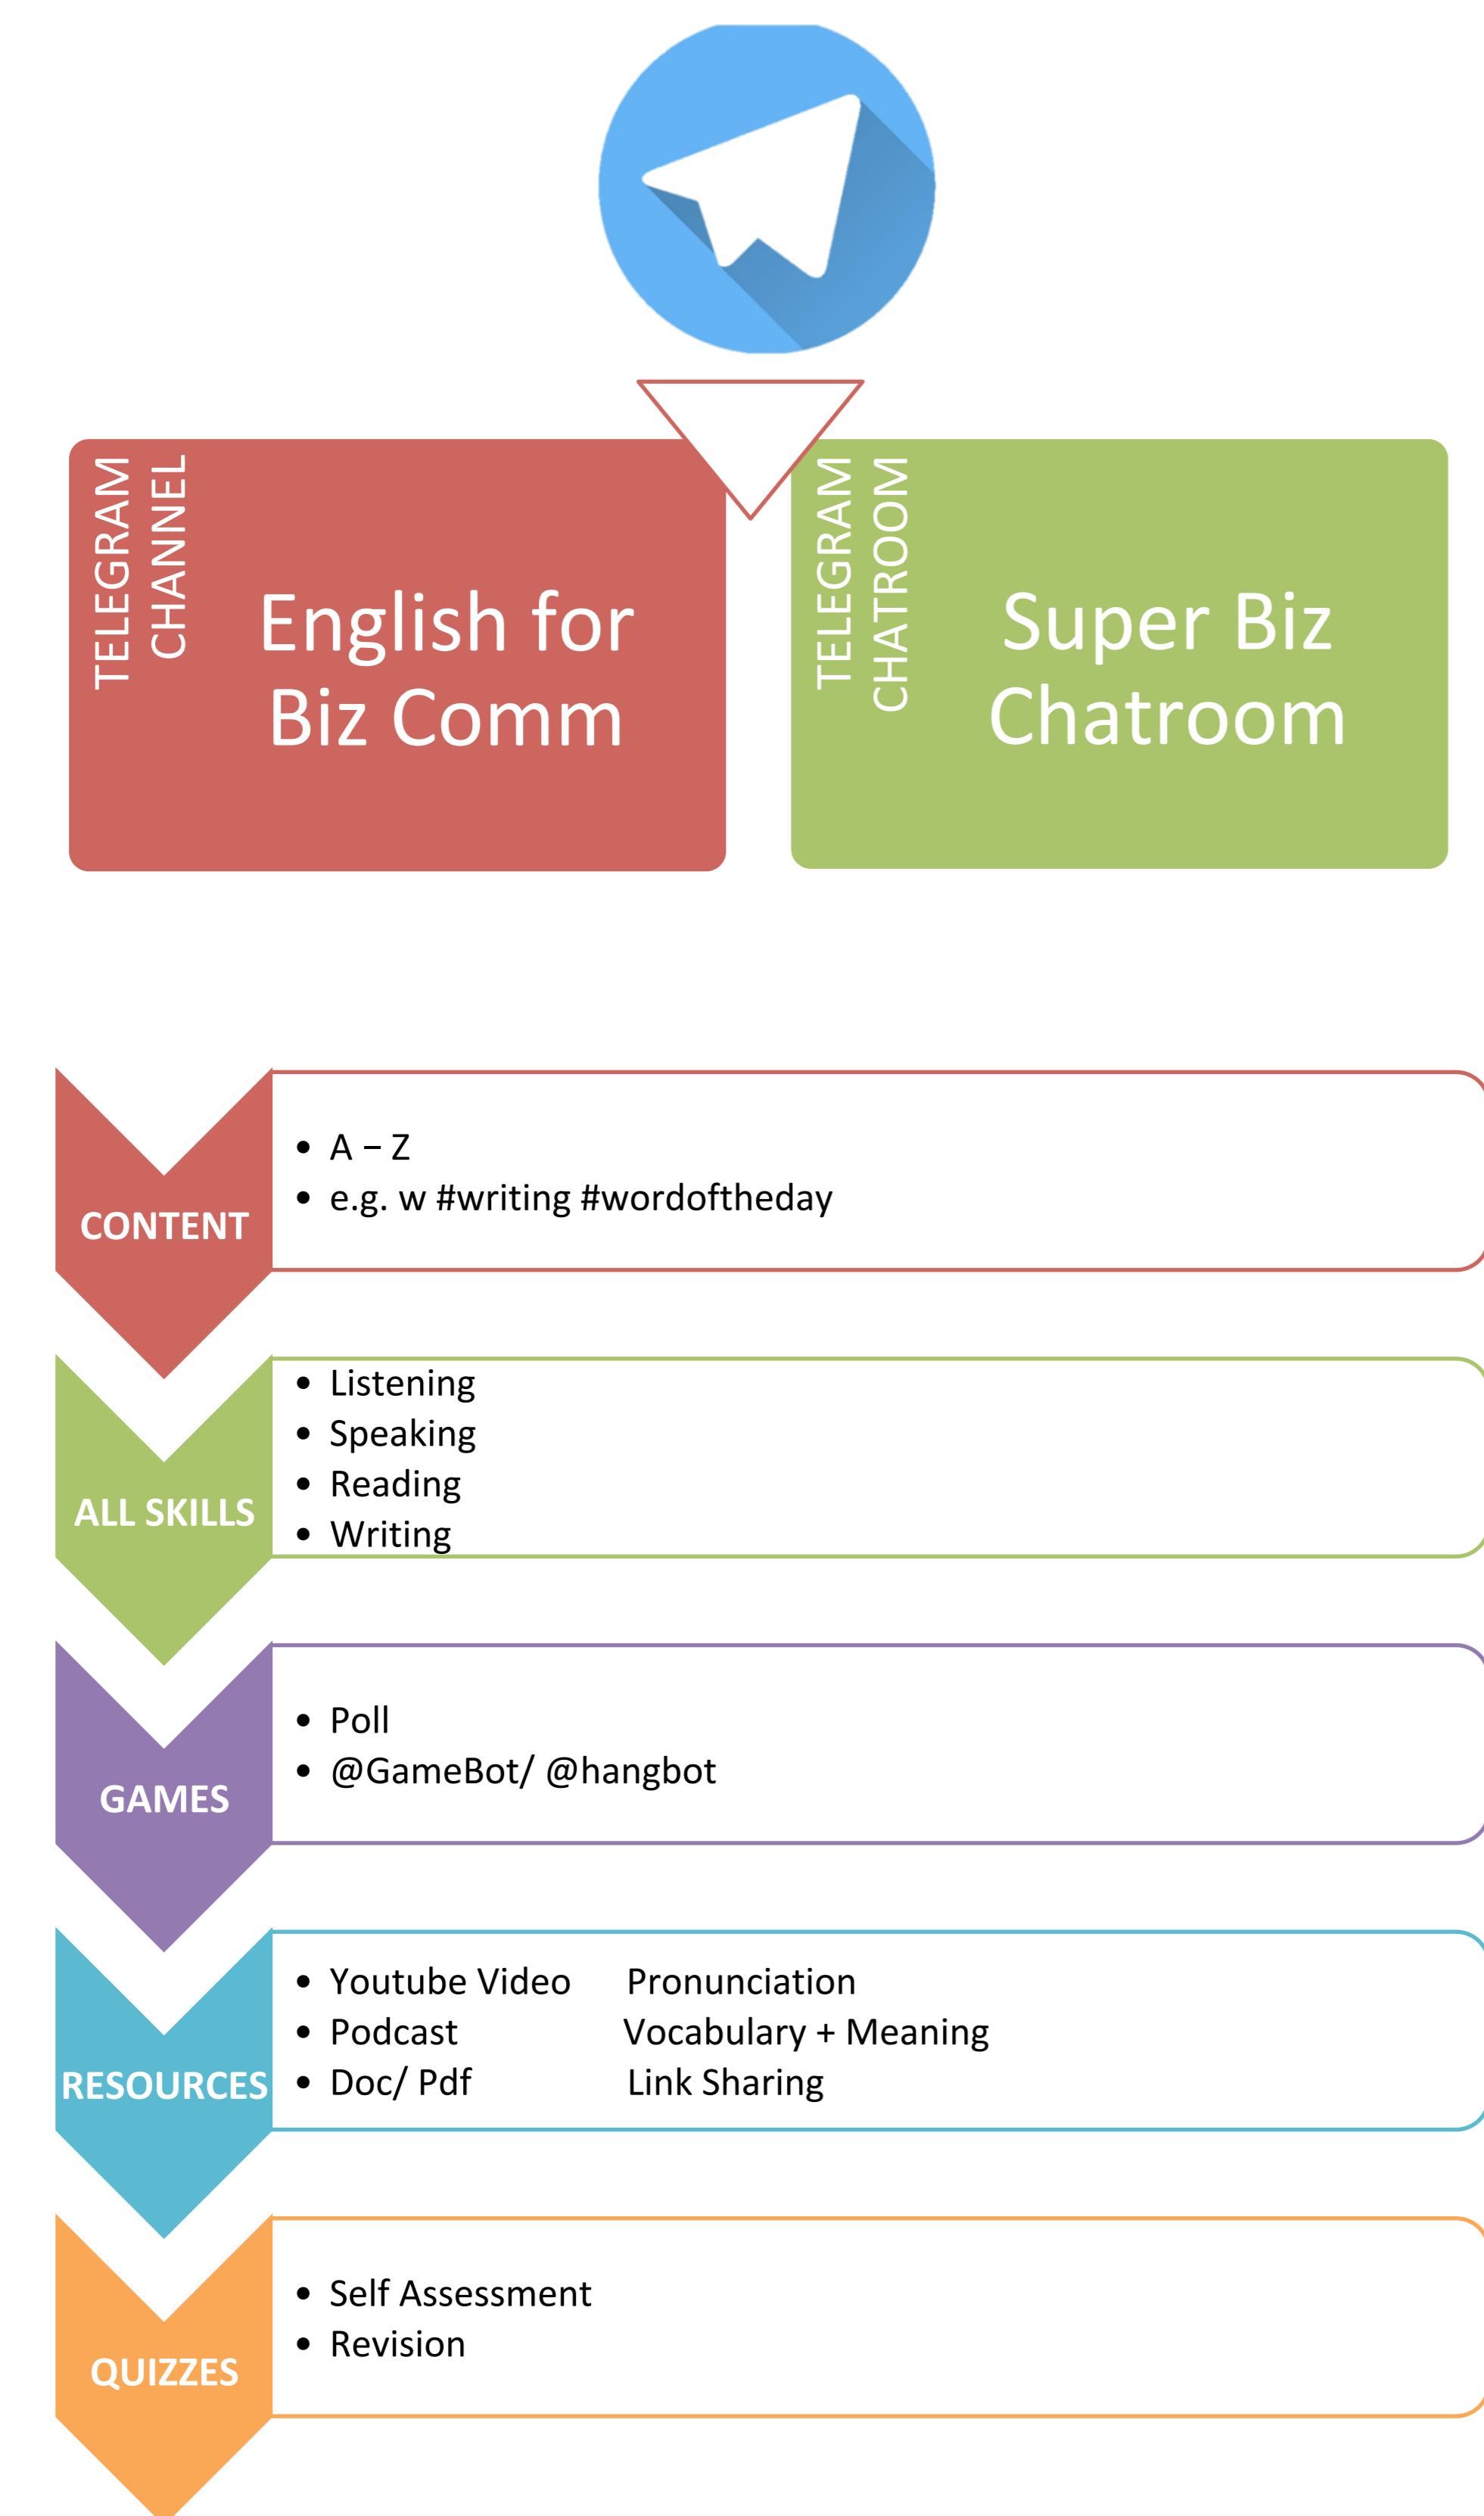 TELEGRAM
CHANNEL
English for
Biz Comm
TELEGRAM
CHATROOM
Super Biz
Chatroom
CONTENT
• A – Z
• e.g. w #writing #wordoftheday
ALL SKILLS
• Listening
• Speaking
• Reading
• Writing
GAMES
• Poll
• @GameBot/ @hangbot
RESOURCES
• Youtube Video Pronunciation
• Podcast Vocabulary + Meaning
• Doc/ Pdf Link Sharing
QUIZZES
• Self Assessment
• Revision